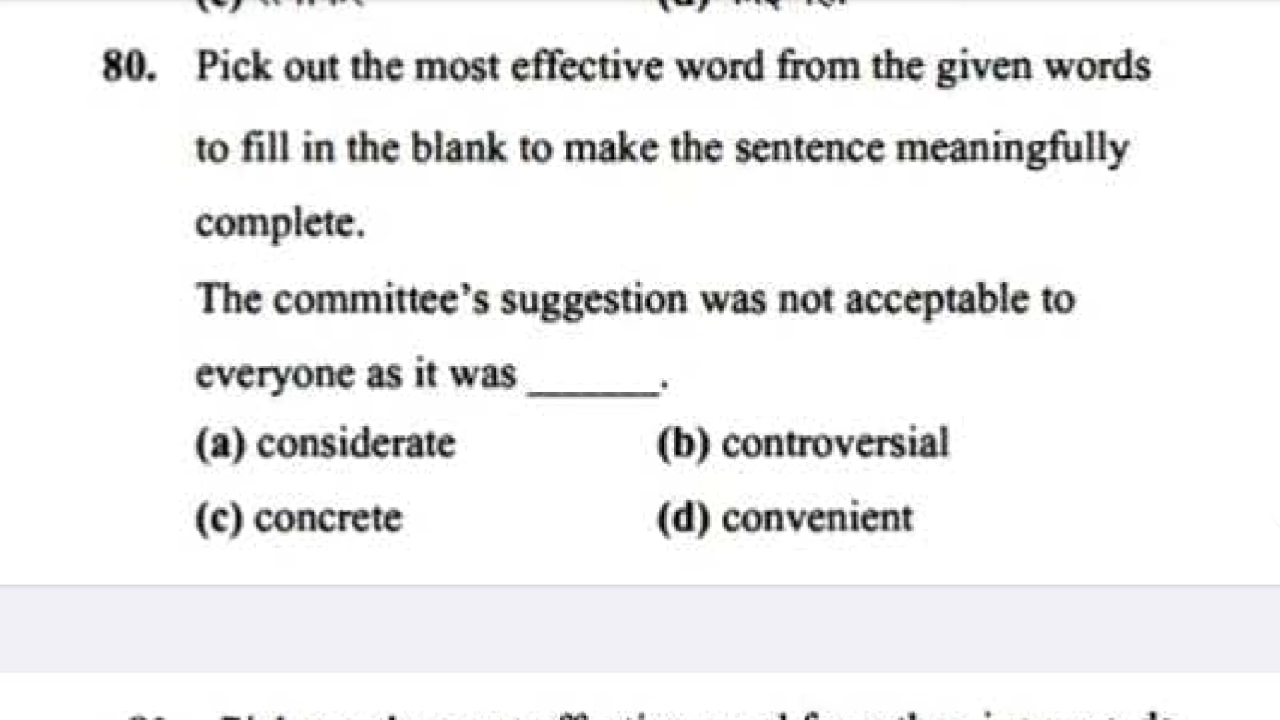 80. Pick out the most effective word from the given words
to fill in the blank to make the sentence meaningfully
complete.
The committee's suggestion was not acceptable to
everyone as it was ______.
(a) considerate (b) controversial
(c) concrete (d) convenient